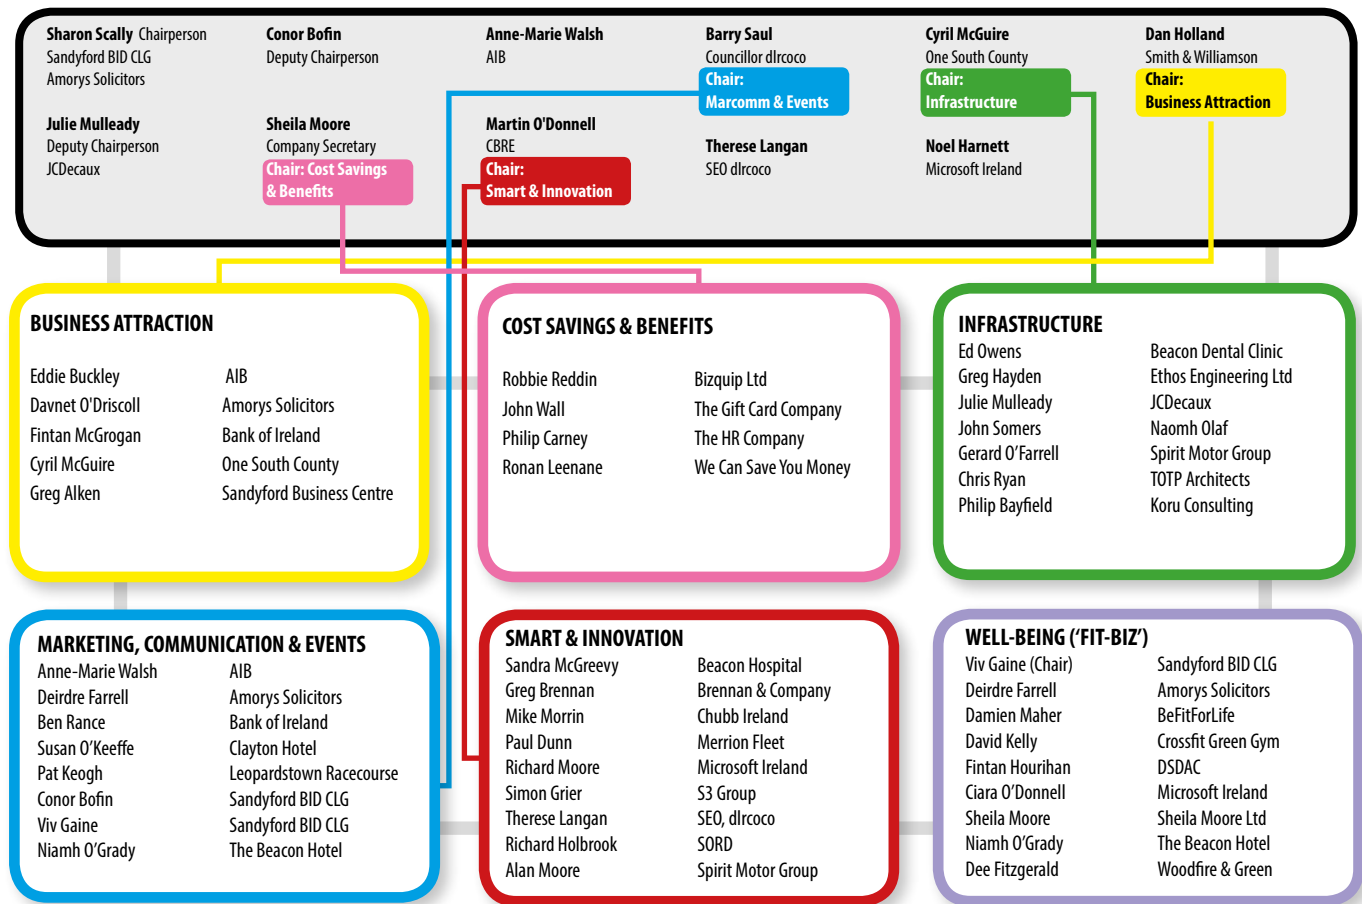 Sharon Scally Chairperson
Sandyford BID CLG
Amorys Solicitors
Conor Bofin
Deputy Chairperson
Anne-Marie Walsh
AIB
Barry Saul
Councillor dlrcoco
Chair:
Marcomm & Events
Cyril McGuire
One South County
Chair:
Infrastructure
Dan Holland
Smith & Williamson
Chair:
Business Attraction
Julie Mulleady
Deputy Chairperson
JCDecaux
Sheila Moore
Company Secretary
Chair: Cost Savings
& Benefits
Martin O'Donnell
CBRE
Chair:
Smart & Innovation
Therese Langan
SEO dlrcoco
Noel Harnett
Microsoft Ireland
BUSINESS ATTRACTION
Eddie Buckley AIB
Davnet O'Driscoll Amorys Solicitors
Fintan McGrogan Bank of Ireland
Cyril McGuire One South County
Greg Alken Sandyford Business Centre
COST SAVINGS & BENEFITS
Robbie Reddin Bizquip Ltd
John Wall The Gift Card Company
Philip Carney The HR Company
Ronan Leenane We Can Save You Money
INFRASTRUCTURE
Ed Owens Beacon Dental Clinic
Greg Hayden Ethos Engineering Ltd
Julie Mulleady JCDecaux
John Somers Naomh Olaf
Gerard O’Farrell Spirit Motor Group
Chris Ryan TOTP Architects
Philip Bayfield Koru Consulting
MARKETING, COMMUNICATION & EVENTS
Anne-Marie Walsh AIB
Deirdre Farrell Amorys Solicitors
Ben Rance Bank of Ireland
Susan O’Keeffe Clayton Hotel
Pat Keogh Leopardstown Racecourse
Conor Bofin Sandyford BID CLG
Viv Gaine Sandyford BID CLG
Niamh O’Grady The Beacon Hotel
SMART & INNOVATION
Sandra McGreevy Beacon Hospital
Greg Brennan Brennan & Company
Mike Morrin Chubb Ireland
Paul Dunn Merrion Fleet
Richard Moore Microsoft Ireland
Simon Grier S3 Group
Therese Langan SEO, dlrcoco
Richard Holbrook SORD
Alan Moore Spirit Motor Group
WELL-BEING (‘FIT-BIZ’)
Viv Gaine (Chair) Sandyford BID CLG
Deirdre Farrell Amorys Solicitors
Damien Maher BeFitForLife
David Kelly Crossfit Green Gym
Fintan Hourihan DSDAC
Ciara O’Donnell Microsoft Ireland
Sheila Moore Sheila Moore Ltd
Niamh O’Grady The Beacon Hotel
Dee Fitzgerald Woodfire & Green